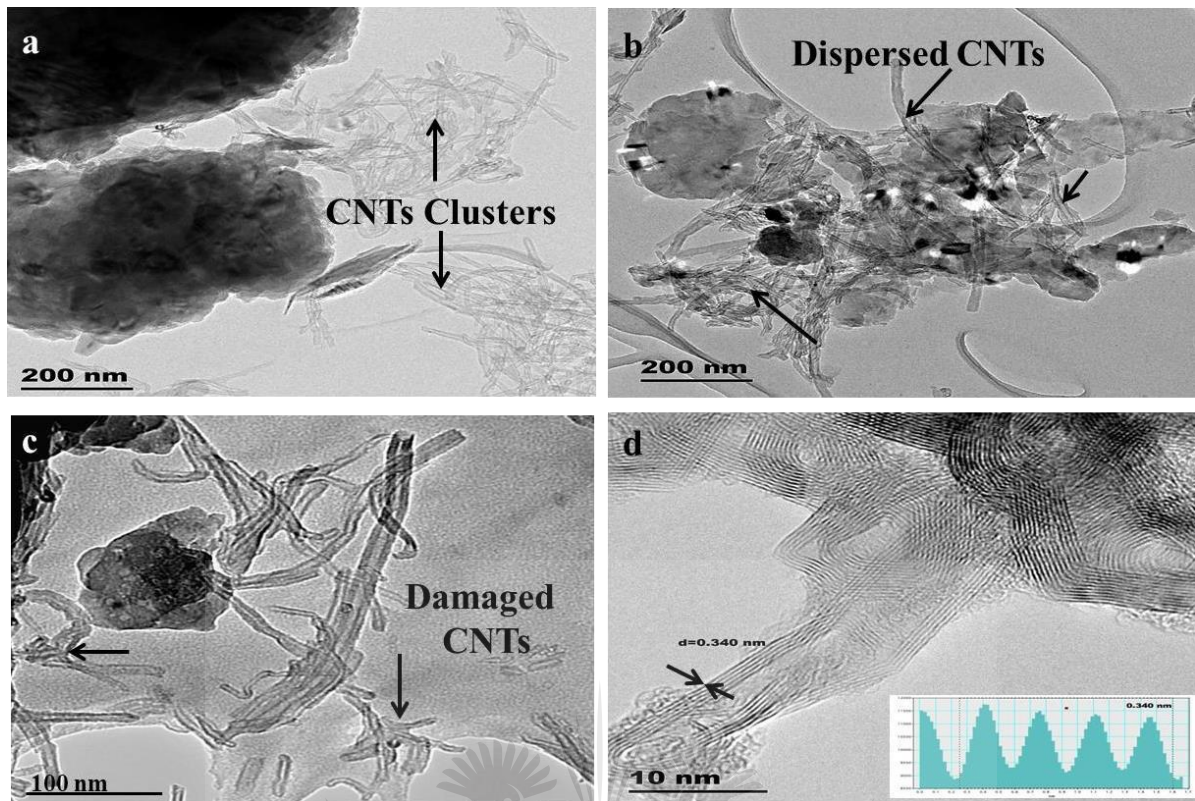 a
CNTs Clusters
200 nm
b
Dispersed CNTs
200 nm
c
Damaged
CNTs
100 nm
d
d=0.340 nm
10 nm
0.340 nm